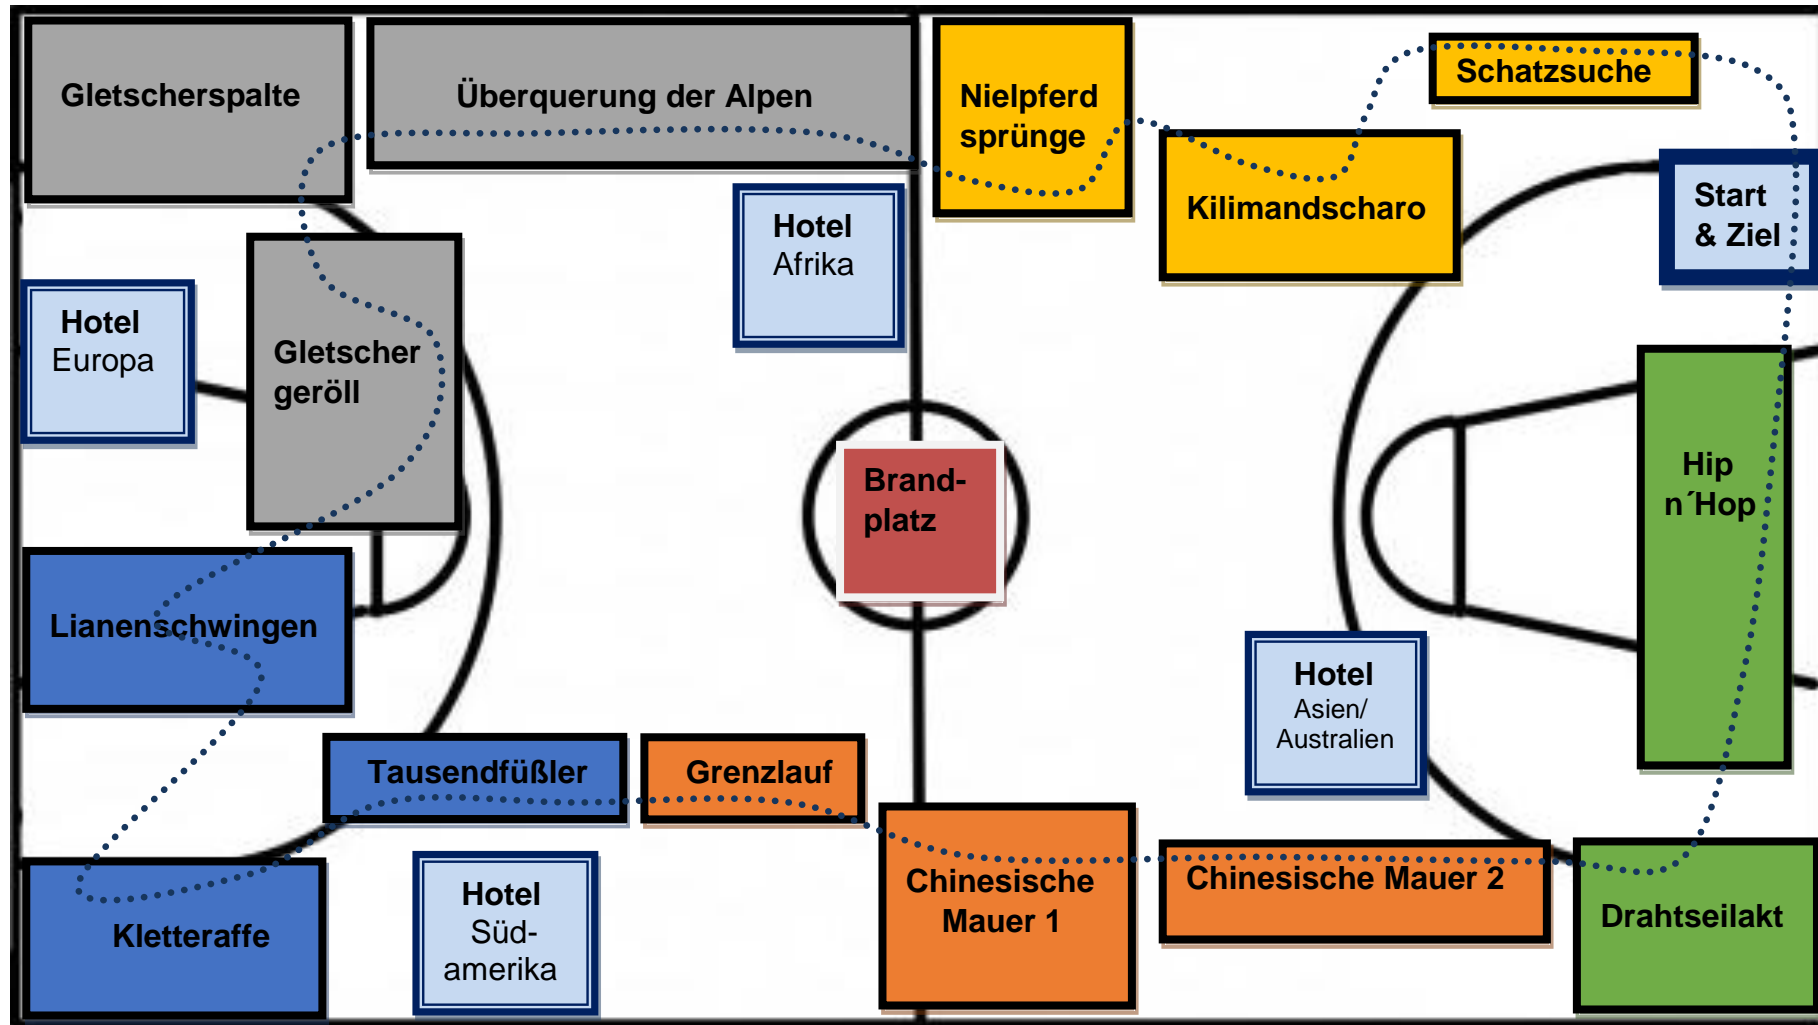 Gletscherspalte
Überquerung der Alpen
Nielpferd
sprünge
Schatzsuche
Kilimandscharo
Start
& Ziel
Hotel
Afrika
Hotel
Europa
Gletscher
geröll
Brand-
platz
Hip
n´Hop
Lianenschwingen
Hotel
Asien/
Australien
Tausendfüßler
Grenzlauf
Kletteraffe
Hotel
Süd-
amerika
Chinesische
Mauer 1
Chinesische Mauer 2
Drahtseilakt